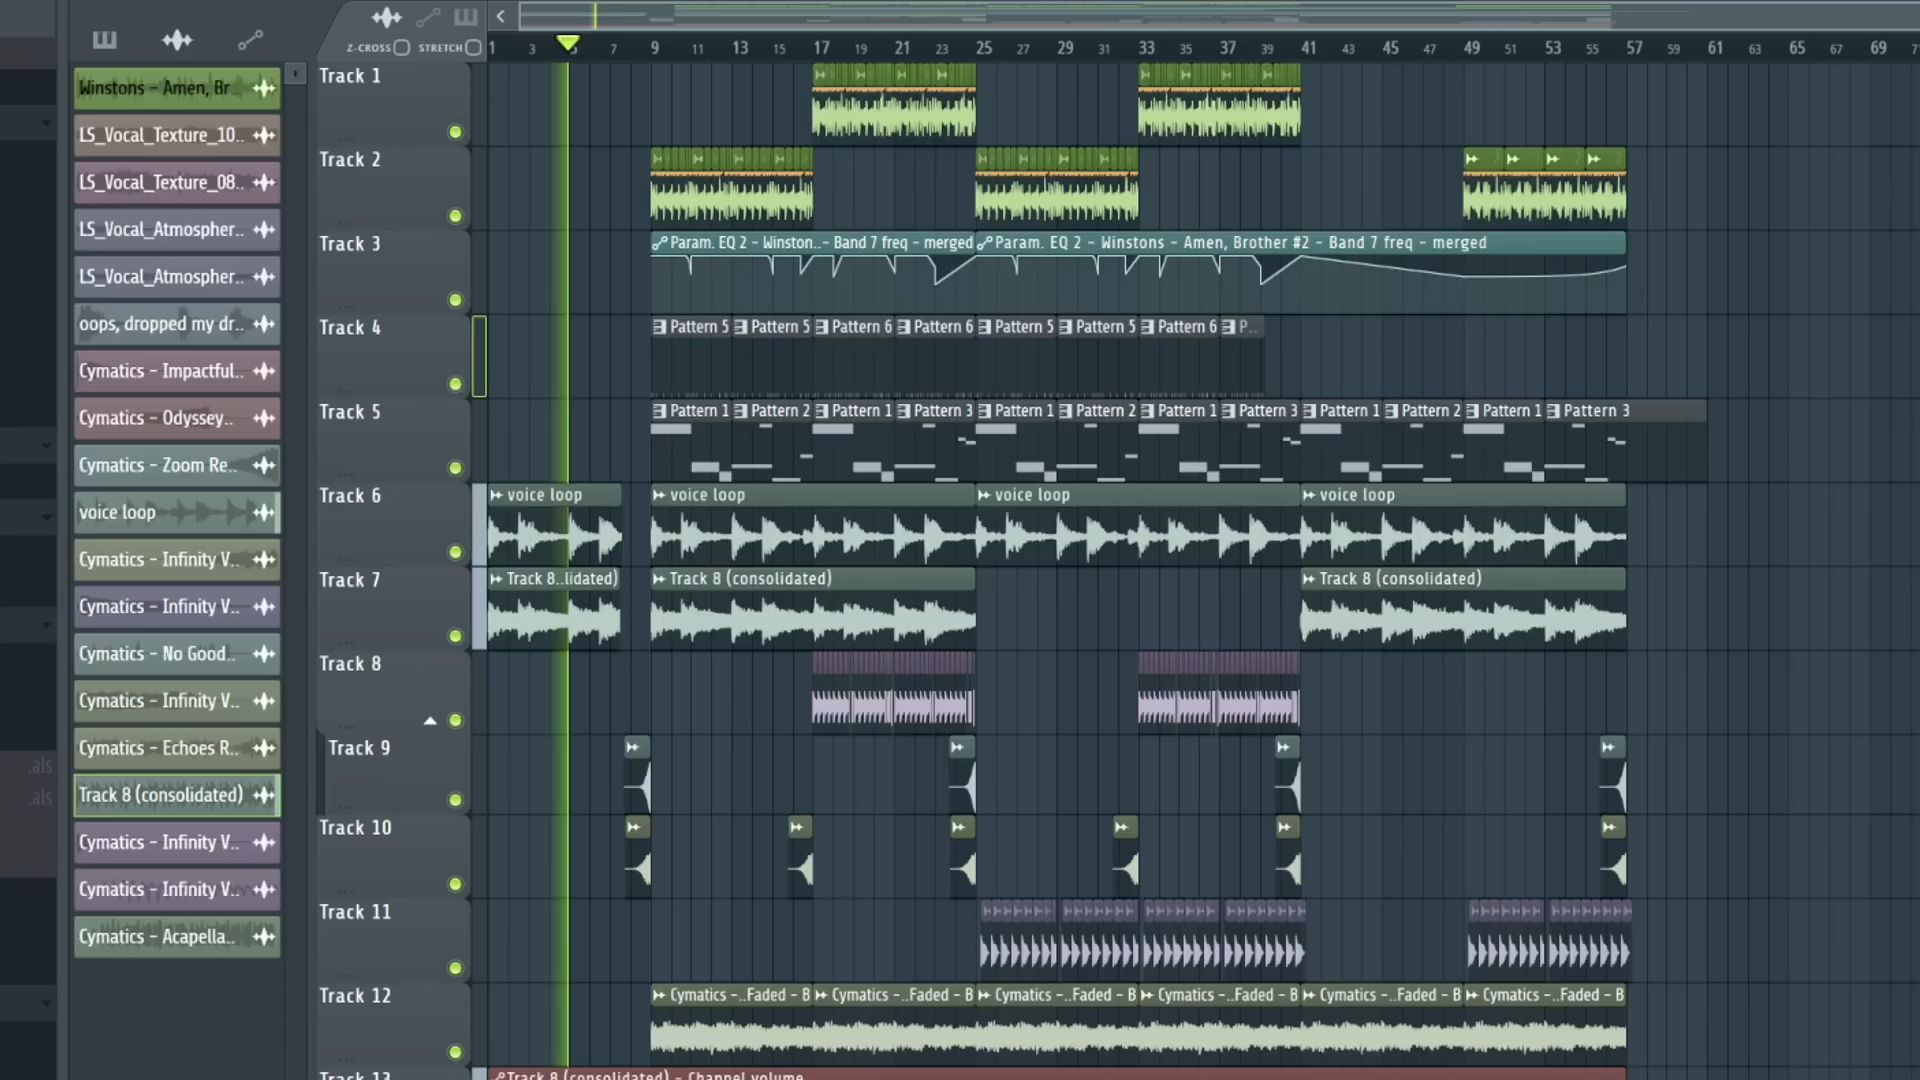 Z-CROSS STRETCH
1 3 5 7 9 11 13 15 17 19 21 23 25 27 29 31 33 35 37 39 41 43 45 47 49 51 53 55 57 59 61 63 65 67 69 71
Winstons - Amen, Br
LS_Vocal_Texture_10..
LS_Vocal_Texture_08..
LS_Vocal_Atmospher..
LS_Vocal_Atmospher..
oops, dropped my dr..
Cymatics - Impactful..
Cymatics - Odyssey..
Cymatics - Zoom Re..
voice loop
Cymatics - Infinity V..
Cymatics - Infinity V..
Cymatics - No Good..
Cymatics - Infinity V..
Cymatics - Echoes R..
Track 8 (consolidated)
Cymatics - Infinity V..
Cymatics - Infinity V..
Cymatics - Acapella..
.als
.als
Track 1
Track 2
Track 3
Param. EQ 2 - Winston..- Band 7 freq - merged
Param. EQ 2 - Winstons - Amen, Brother #2 - Band 7 freq - merged
Track 4
Pattern 5 Pattern 5 Pattern 6 Pattern 6 Pattern 5 Pattern 5 Pattern 6 P..
Track 5
Pattern 1 Pattern 2 Pattern 1 Pattern 3 Pattern 1 Pattern 2 Pattern 1 Pattern 3 Pattern 1 Pattern 2 Pattern 1 Pattern 3
Track 6
voice loop voice loop voice loop voice loop
Track 7
Track 8..lidated) Track 8 (consolidated) Track 8 (consolidated)
Track 8
Track 9
Track 10
Track 11
Track 12
Cymatics -..Faded - B Cymatics -..Faded - B Cymatics -..Faded - B Cymatics -..Faded - B Cymatics -..Faded - B Cymatics -..Faded - B
Track 13
Track 8 (consolidated) - Channel volume